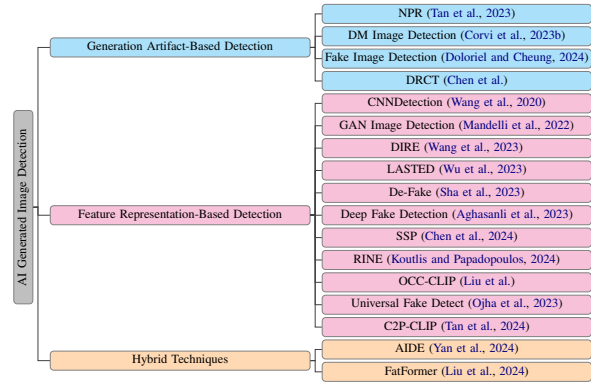 AI Generated Image Detection
Generation Artifact-Based Detection
NPR (Tan et al., 2023)
DM Image Detection (Corvi et al., 2023b)
Fake Image Detection (Doloriel and Cheung, 2024)
DRCT (Chen et al.)
Feature Representation-Based Detection
CNNDetection (Wang et al., 2020)
GAN Image Detection (Mandelli et al., 2022)
DIRE (Wang et al., 2023)
LASTED (Wu et al., 2023)
De-Fake (Sha et al., 2023)
Deep Fake Detection (Aghasanli et al., 2023)
SSP (Chen et al., 2024)
RINE (Koutlis and Papadopoulos, 2024)
OCC-CLIP (Liu et al.)
Universal Fake Detect (Ojha et al., 2023)
C2P-CLIP (Tan et al., 2024)
Hybrid Techniques
AIDE (Yan et al., 2024)
FatFormer (Liu et al., 2024)